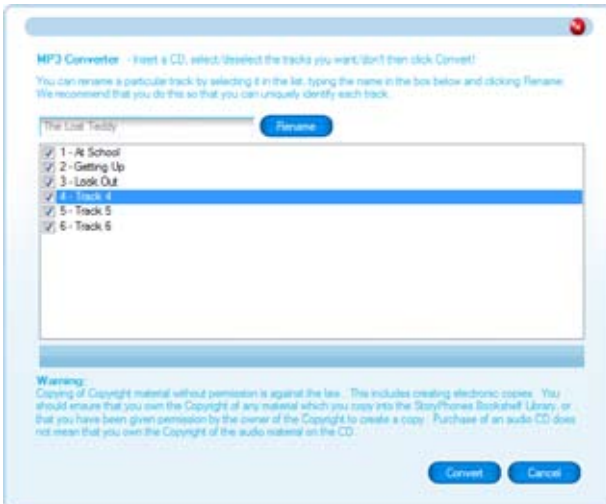 MP3 Converter - Insert a CD, select/deselect the tracks you want/don't then click Convert!
You can rename a particular track by selecting it in the list, typing the name in the box below and clicking Rename.
We recommend that you do this so that you can uniquely identify each track.
The Lost Teddy
Rename
1 - At School
2 - Getting Up
3 - Look Out
4 - Track 4
5 - Track 5
6 - Track 6
Warning:
Copying of Copyright material without permission is against the law. This includes creating electronic copies. You
should ensure that you own the Copyright of any material which you copy into the StoryPhones Bookshelf Library, or
that you have been given permission by the owner of the Copyright to create a copy. Purchase of an audio CD does
not mean that you own the Copyright of the audio material on the CD.
Convert
Cancel